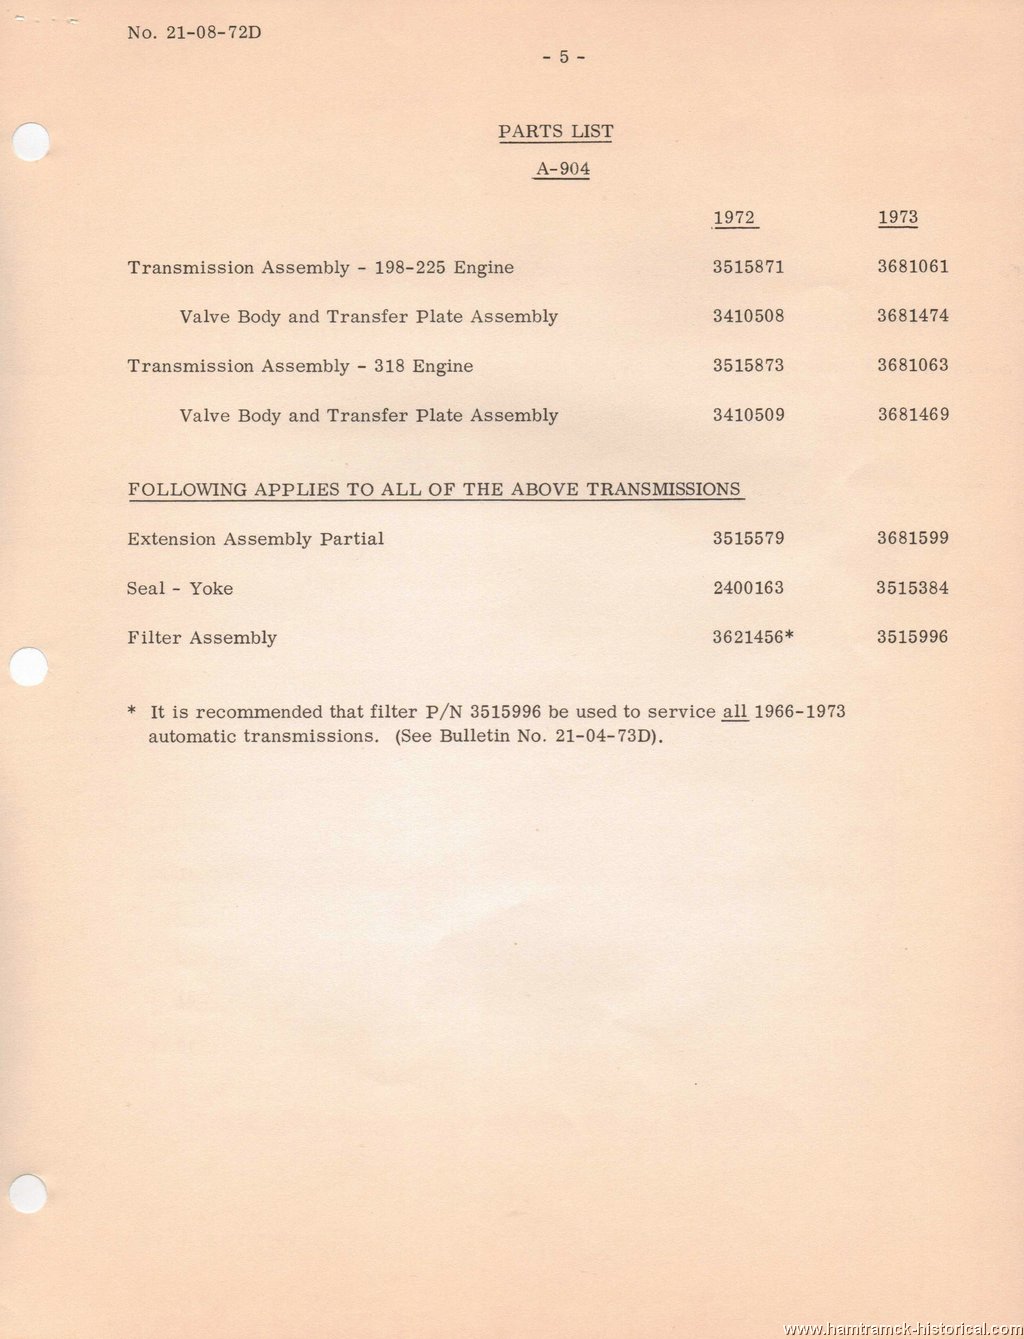 No. 21-08-72D
- 5 -
PARTS LIST
A-904
1972 1973
Transmission Assembly - 198-225 Engine 3515871 3681061
Valve Body and Transfer Plate Assembly 3410508 3681474
Transmission Assembly - 318 Engine 3515873 3681063
Valve Body and Transfer Plate Assembly 3410509 3681469
FOLLOWING APPLIES TO ALL OF THE ABOVE TRANSMISSIONS
Extension Assembly Partial 3515579 3681599
Seal - Yoke 2400163 3515384
Filter Assembly 3621456* 3515996
* It is recommended that filter P/N 3515996 be used to service all 1966-1973
automatic transmissions. (See Bulletin No. 21-04-73D).
www.hamtramck-historical.com